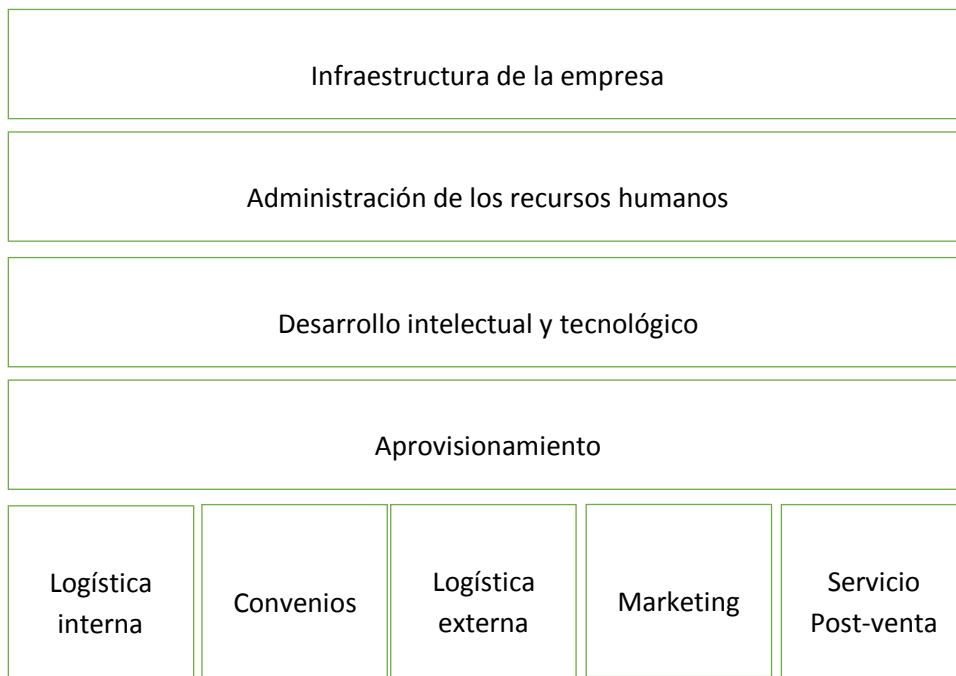 Infraestructura de la empresa
Administración de los recursos humanos
Desarrollo intelectual y tecnológico
Aprovisionamiento
Logística
interna
Convenios
Logística
externa
Marketing
Servicio
Post-venta